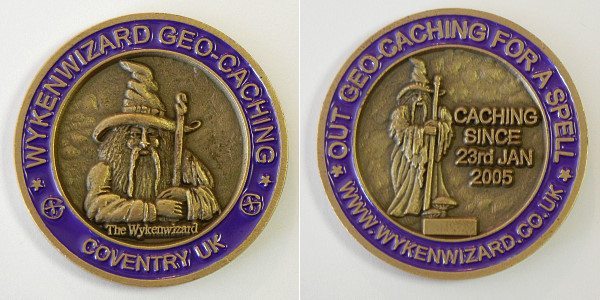 WYKENWIZARD GEO-CACHING
The Wykenwizard
COVENTRY UK
OUT GEO-CACHING FOR A SPELL
CACHING
SINCE
23rd JAN
2005
WWW.WYKENWIZARD.CO.UK